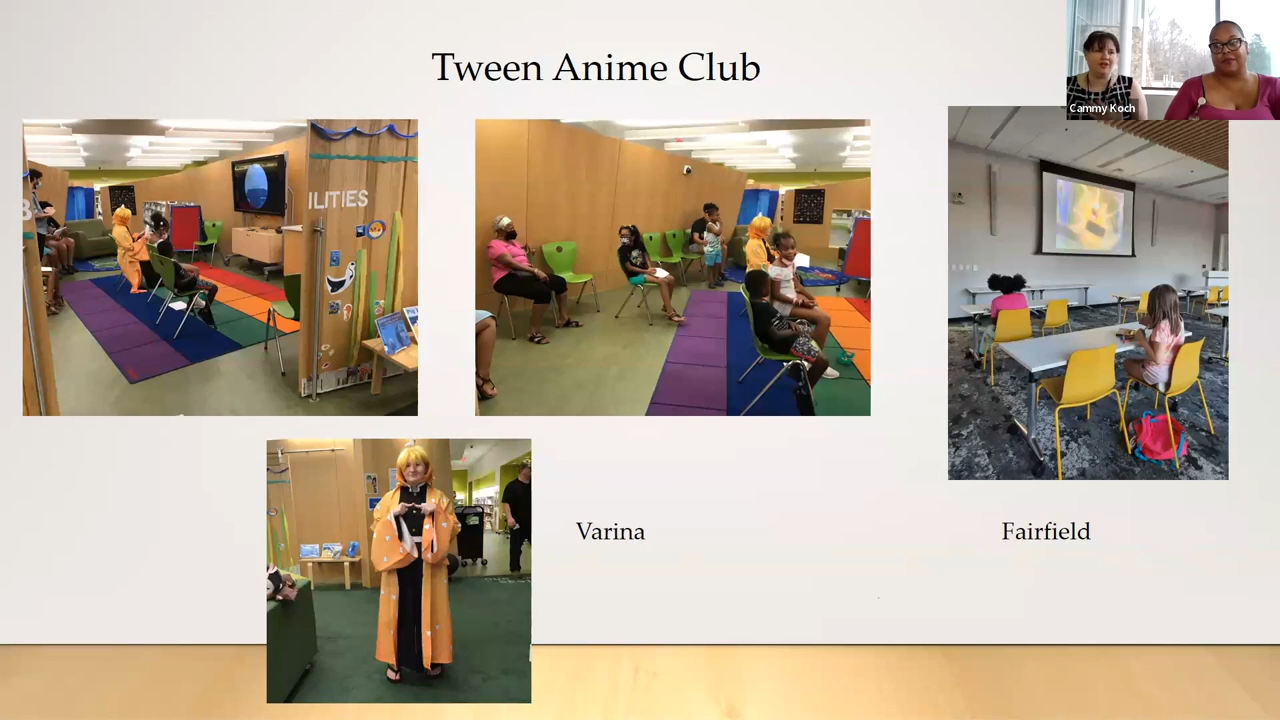 Tween Anime Club
Cammy Koch
ILITIES
Varina
Fairfield